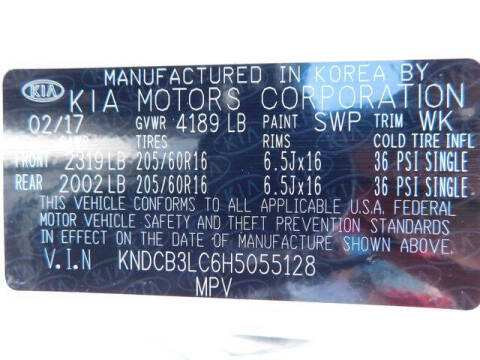 MANUFACTURED IN KOREA BY
KIA KIA MOTORS CORPORATION
02/17 GVWR 4189 LB PAINT SWP TRIM WK
TIRES RIMS COLD TIRE INFL
FRONT 2319 LB 205/60R16 6.5Jx16 36 PSI SINGLE
REAR 2002 LB 205/60R16 6.5Jx16 36 PSI SINGLE
THIS VEHICLE CONFORMS TO ALL APPLICABLE U.S.A. FEDERAL
MOTOR VEHICLE SAFETY AND THEFT PREVENTION STANDARDS
IN EFFECT ON THE DATE OF MANUFACTURE SHOWN ABOVE.
V.I.N KNDCB3LC6H5055128
MPV